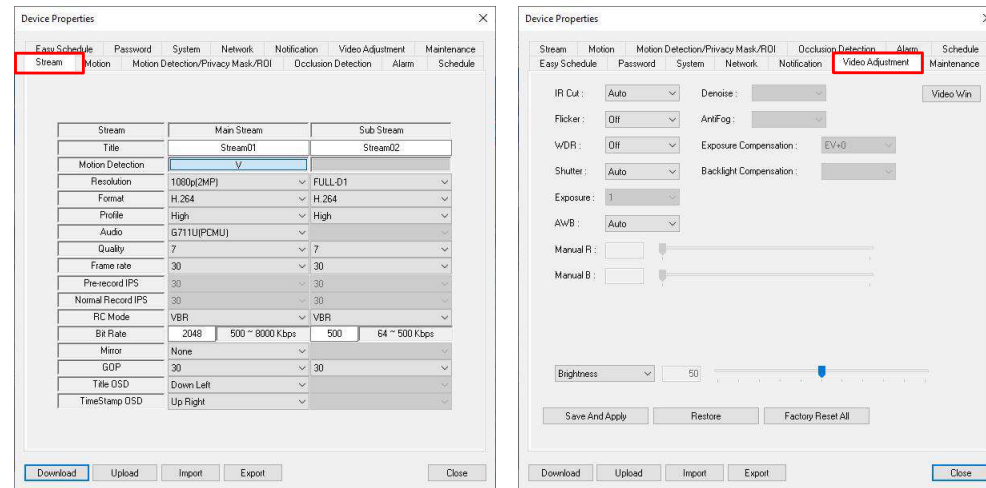 Device Properties
Easy Schedule Password System Network Notification Video Adjustment Maintenance
Stream Motion Motion Detection/Privacy Mask/ROI Occlusion Detection Alarm Schedule
Stream Main Stream Sub Stream
Title Stream01 Stream02
Motion Detection V
Resolution 1080p(2MP) FULL-D1
Format H.264 H.264
Profile High High
Audio G711U(PCMU)
Quality 7 7
Frame rate 30 30
Pre-record IPS 30 30
Normal Record IPS 30 30
RC Mode VBR VBR
Bit Rate 2048 500 ~ 8000 Kbps 500 64 ~ 500 Kbps
Mirror None
GOP 30 30
Title OSD Down Left
TimeStamp OSD Up Right
Download Upload Import Export Close
Device Properties
Stream Motion Motion Detection/Privacy Mask/ROI Occlusion Detection Alarm Schedule
Easy Schedule Password System Network Notification Video Adjustment Maintenance
IR Cut : Auto Denoise : Video Win
Flicker : Off AntiFog :
WDR : Off Exposure Compensation : EV+0
Shutter : Auto Backlight Compensation :
Exposure : 1
AWB : Auto
Manual R :
Manual B :
Brightness 50
Save And Apply Restore Factory Reset All
Download Upload Import Export Close